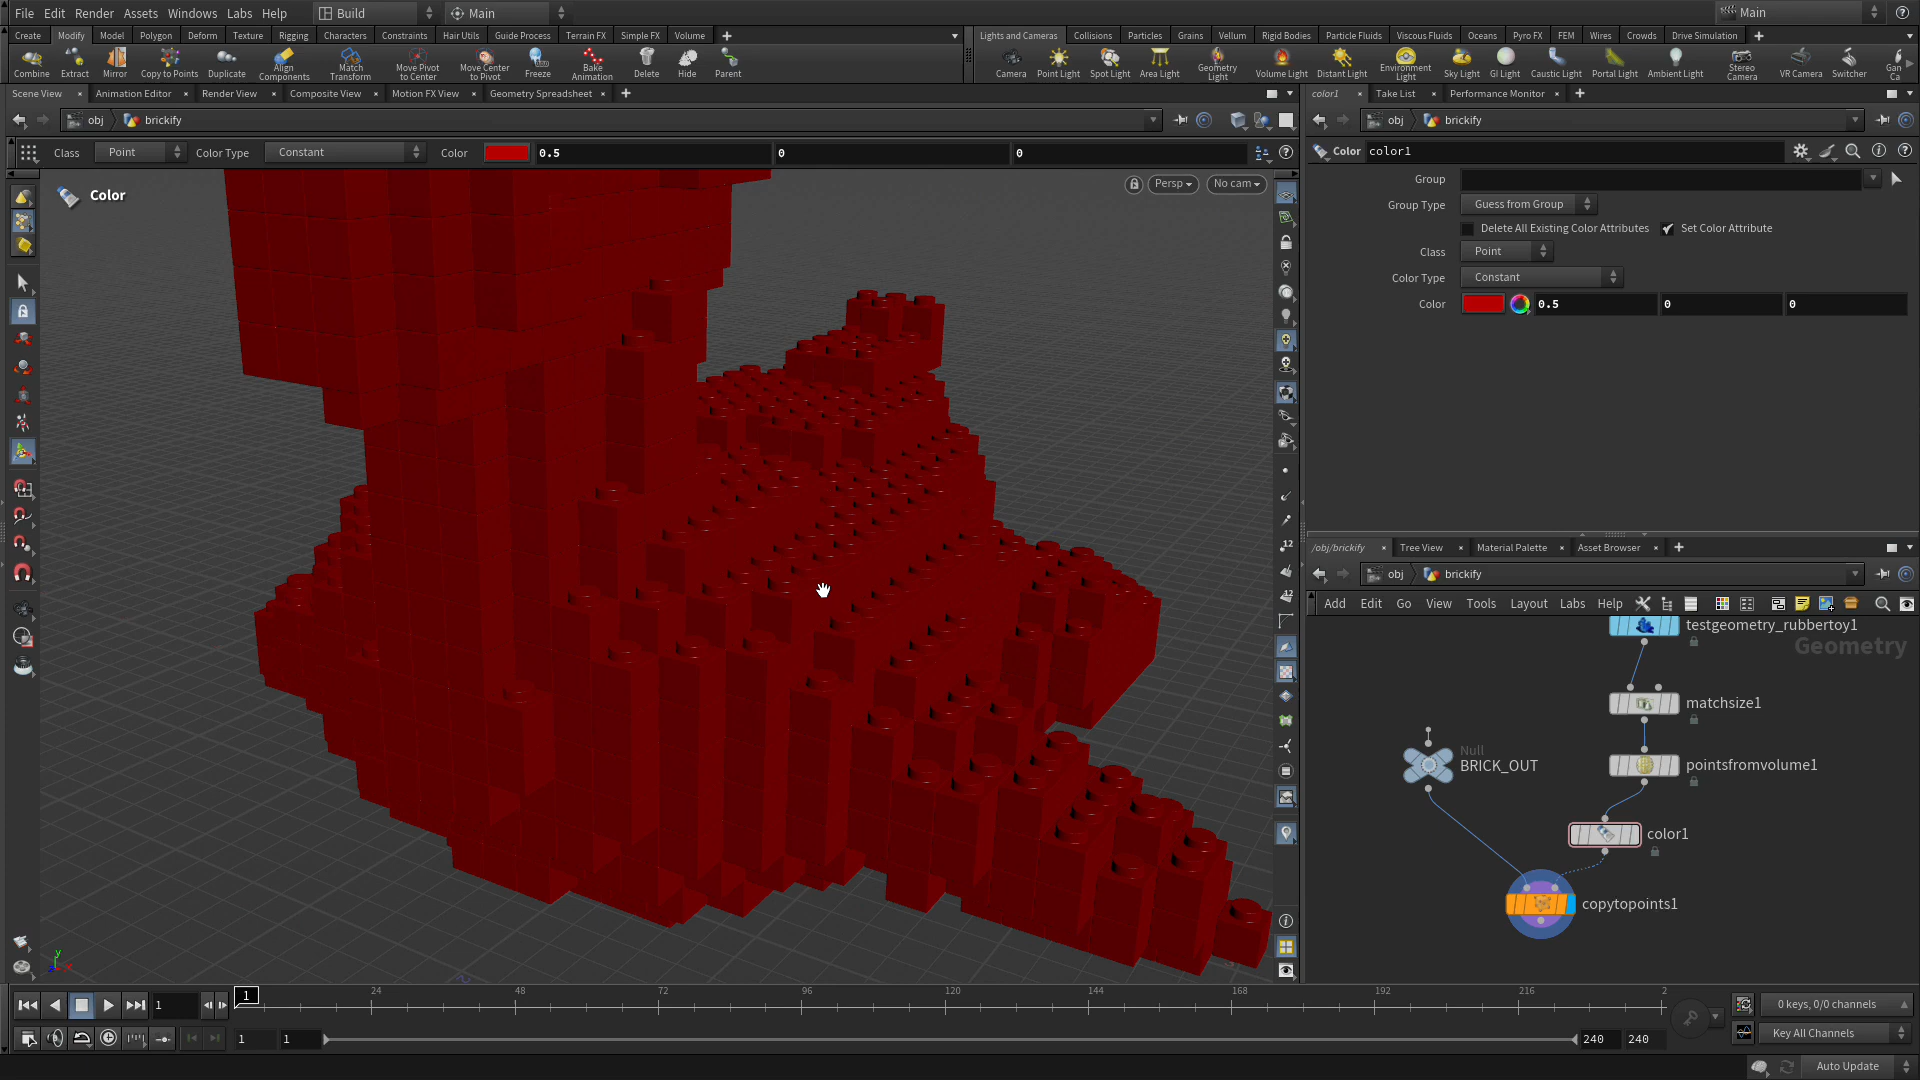 File Edit Render Assets Windows Labs Help Build Main Main
Create Modify Model Polygon Deform Texture Rigging Characters Constraints Hair Utils Guide Process Terrain FX Simple FX Volume
Lights and Cameras Collisions Particles Grains Vellum Rigid Bodies Particle Fluids Viscous Fluids Oceans Pyro FX FEM Wires Crowds Drive Simulation
Combine Extract Mirror Copy to Points Duplicate Align Components Match Transform Move Pivot to Center Move Center to Pivot Freeze Bake Animation Delete Hide Parent
Camera Point Light Spot Light Area Light Geometry Light Volume Light Distant Light Environment Light Sky Light GI Light Caustic Light Portal Light Ambient Light Stereo Camera VR Camera Switcher Gan Ca
Scene View Animation Editor Render View Composite View Motion FX View Geometry Spreadsheet
color1 Take List Performance Monitor
obj brickify
obj brickify
Class Point Color Type Constant Color 0.5 0 0
Color color1
Color
Persp No cam
Group
Group Type Guess from Group
Delete All Existing Color Attributes Set Color Attribute
Class Point
Color Type Constant
Color 0.5 0 0
/obj/brickify Tree View Material Palette Asset Browser
obj brickify
Add Edit Go View Tools Layout Labs Help
testgeometry_rubbertoy1
Geometry
matchsize1
Null
BRICK_OUT
pointsfromvolume1
color1
copytopoints1
12
12
y
x
1 1 24 48 72 96 120 144 168 192 216 2
0 keys, 0/0 channels
1 1 240 240
Key All Channels
Auto Update